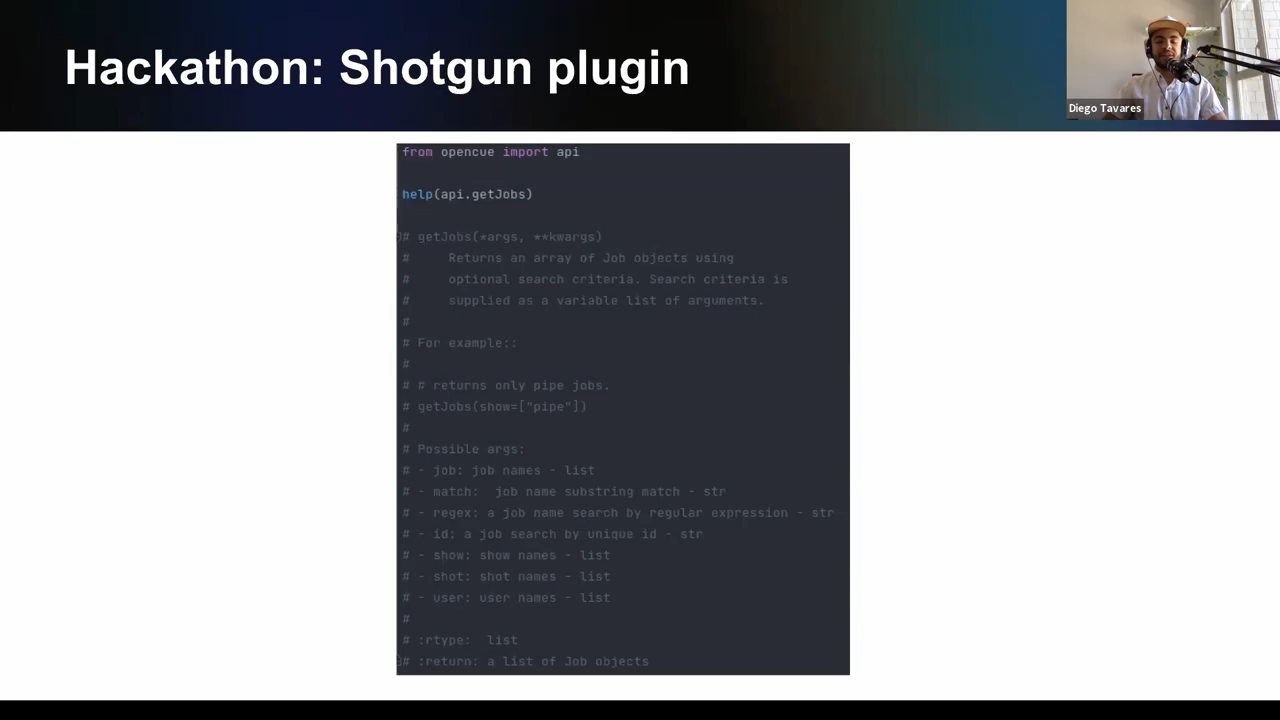 Hackathon: Shotgun plugin
Diego Tavares
from opencue import api
help(api.getJobs)
# getJobs(*args, **kwargs)
#     Returns an array of Job objects using
#     optional search criteria. Search criteria is
#     supplied as a variable list of arguments.
#
# For example::
#
# # returns only pipe jobs.
# getJobs(show=["pipe"])
#
# Possible args:
# - job: job names - list
# - match:  job name substring match - str
# - regex: a job name search by regular expression - str
# - id: a job search by unique id - str
# - show: show names - list
# - shot: shot names - list
# - user: user names - list
#
# :rtype:  list
# :return: a list of Job objects